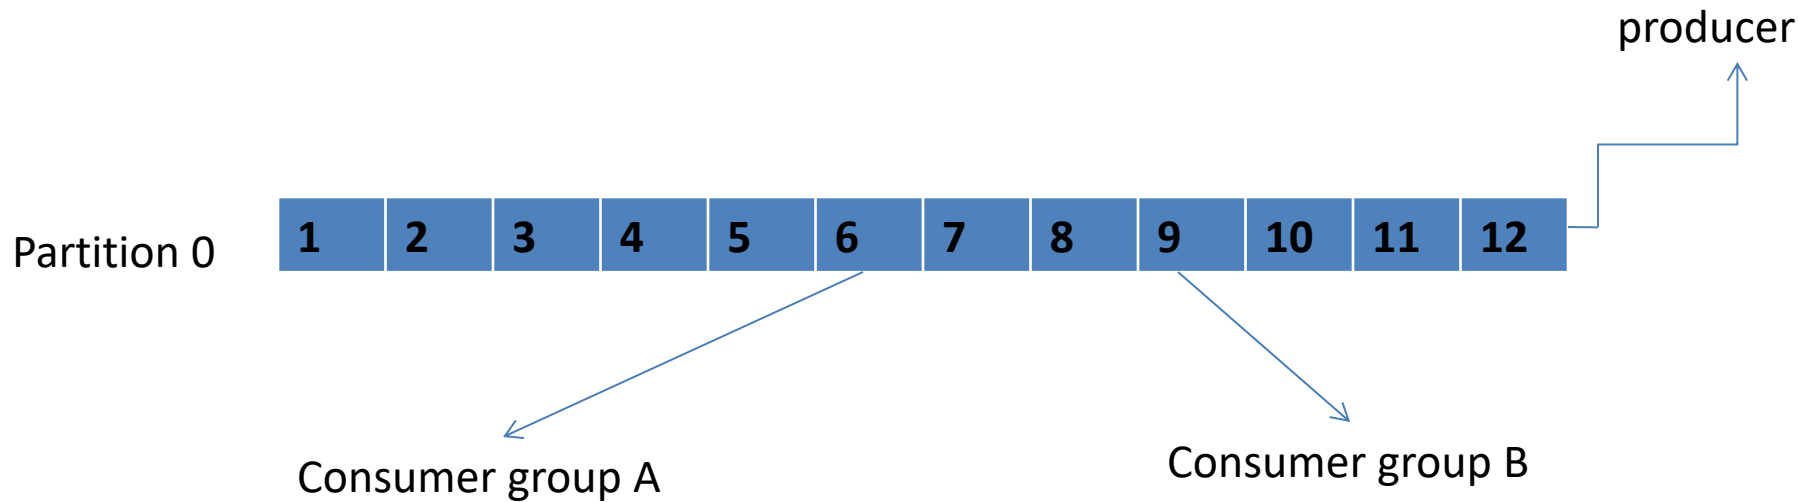 producer
Partition 0 1 2 3 4 5 6 7 8 9 10 11 12
Consumer group A
Consumer group B